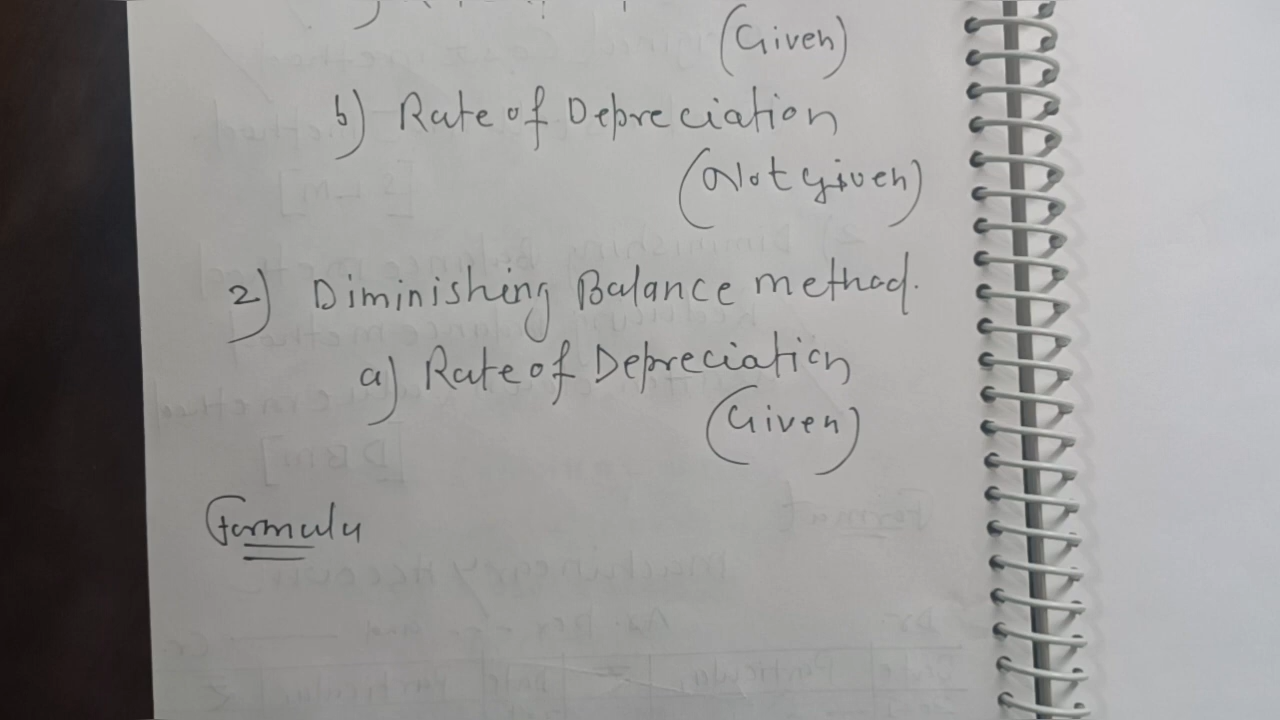 (Given)
b) Rate of Depreciation
(Not given)
2) Diminishing Balance method.
a) Rate of Depreciation
(Given)
Formula